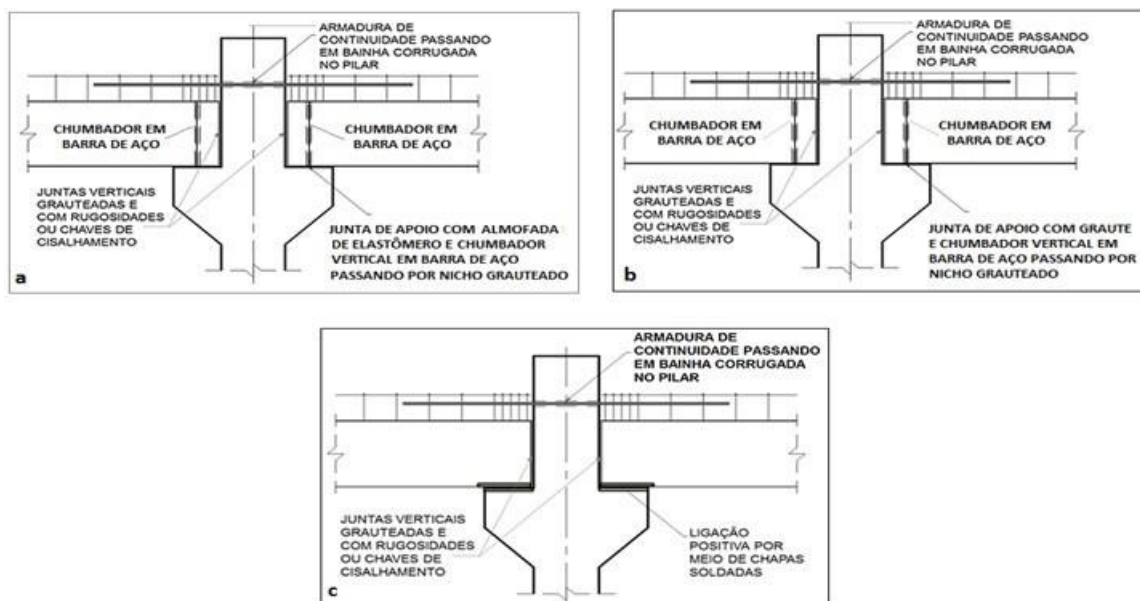 ARMADURA DE
CONTINUIDADE PASSANDO
EM BAINHA CORRUGADA
NO PILAR
CHUMBADOR EM
BARRA DE AÇO
CHUMBADOR EM
BARRA DE AÇO
JUNTAS VERTICAIS
GRAUTEADAS E
COM RUGOSIDADES
OU CHAVES DE
CISALHAMENTO
JUNTA DE APOIO COM ALMOFADA
DE ELASTÔMERO E CHUMBADOR
VERTICAL EM BARRA DE AÇO
PASSANDO POR NICHO GRAUTEADO
a
ARMADURA DE
CONTINUIDADE PASSANDO
EM BAINHA CORRUGADA
NO PILAR
CHUMBADOR EM
BARRA DE AÇO
CHUMBADOR EM
BARRA DE AÇO
JUNTAS VERTICAIS
GRAUTEADAS E
COM RUGOSIDADES
OU CHAVES DE
CISALHAMENTO
JUNTA DE APOIO COM GRAUTE
E CHUMBADOR VERTICAL EM
BARRA DE AÇO PASSANDO POR
NICHO GRAUTEADO
b
ARMADURA DE
CONTINUIDADE PASSANDO
EM BAINHA CORRUGADA
NO PILAR
JUNTAS VERTICAIS
GRAUTEADAS E
COM RUGOSIDADES
OU CHAVES DE
CISALHAMENTO
LIGAÇÃO
POSITIVA POR
MEIO DE CHAPAS
SOLDADAS
c